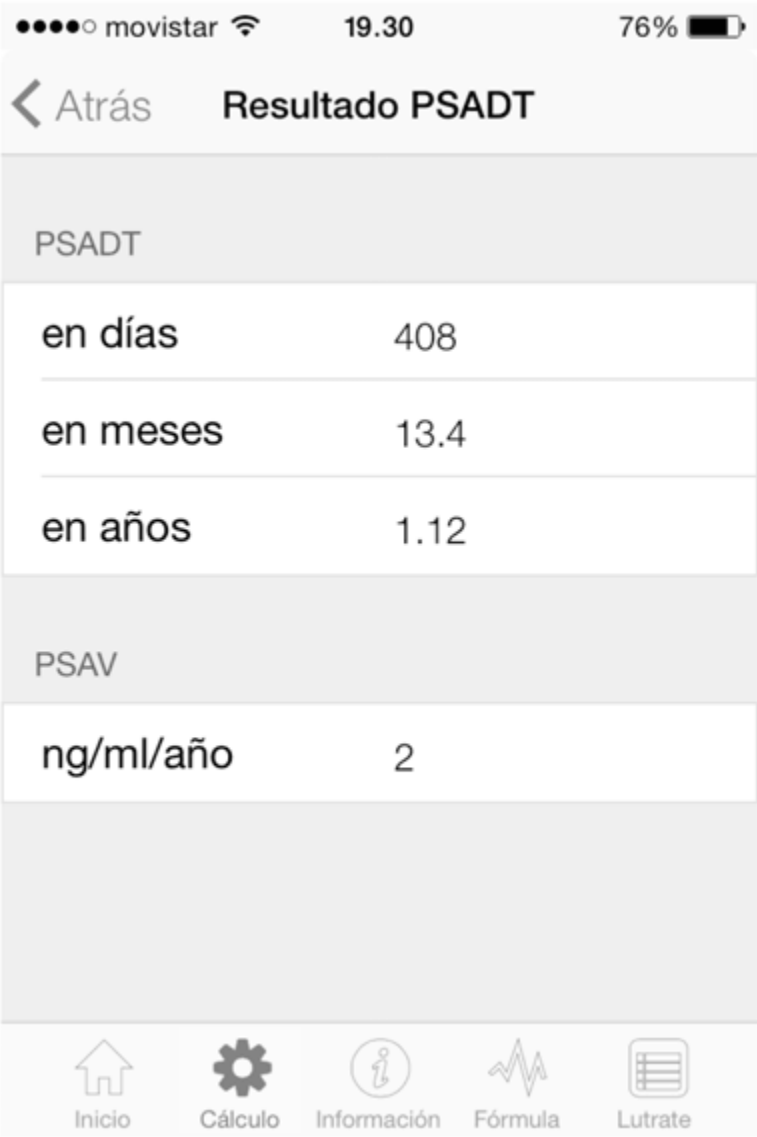 movistar 19.30 76%
Atrás Resultado PSADT
PSADT
en días 408
en meses 13.4
en años 1.12
PSAV
ng/ml/año 2
Inicio Cálculo Información Fórmula Lutrate